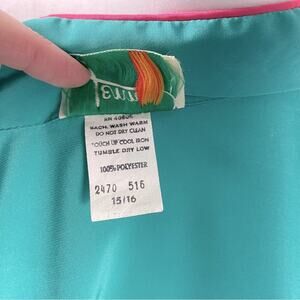 MACH. WASH WARM
DO NOT DRY CLEAN
TOUCH UP COOL IRON
TUMBLE DRY LOW
100% POLYESTER
2470 516
15/16